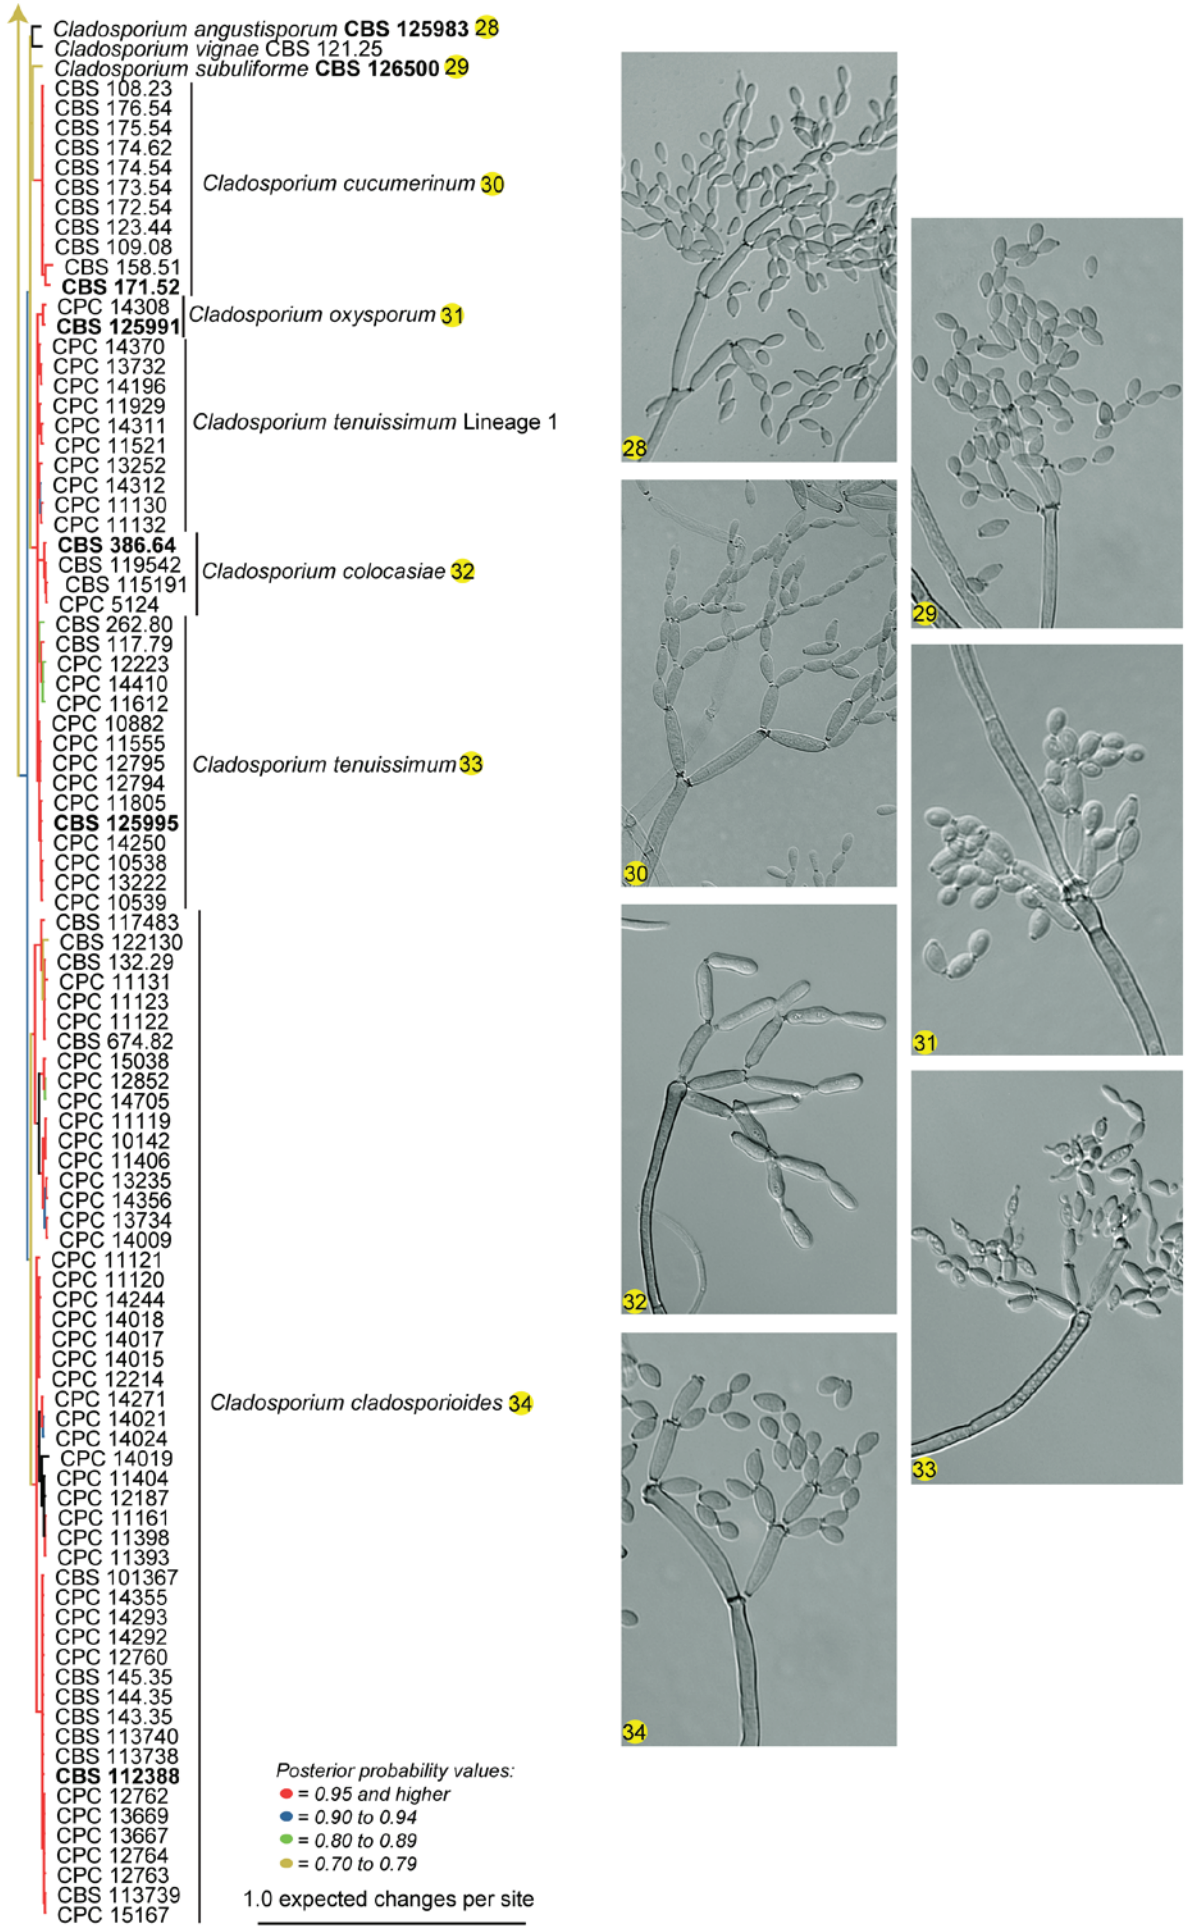 Cladosporium angustisporum CBS 125983 28
Cladosporium vignae CBS 121.25
Cladosporium subuliforme CBS 126500 29
CBS 108.23
CBS 176.54
CBS 175.54
CBS 174.62
CBS 174.54
CBS 173.54
CBS 172.54
CBS 123.44
CBS 109.08
CBS 158.51
CBS 171.52
Cladosporium cucumerinum 30
CPC 14308
CBS 125991
Cladosporium oxysporum 31
CPC 14370
CPC 13732
CPC 14196
CPC 11929
CPC 14311
CPC 11521
CPC 13252
CPC 14312
CPC 11130
CPC 11132
Cladosporium tenuissimum Lineage 1
CBS 386.64
CBS 119542
CBS 115191
CPC 5124
Cladosporium colocasiae 32
CBS 262.80
CBS 117.79
CPC 12223
CPC 14410
CPC 11612
CPC 10882
CPC 11555
CPC 12795
CPC 12794
CPC 11805
CBS 125995
CPC 14250
CPC 10538
CPC 13222
CPC 10539
Cladosporium tenuissimum 33
CBS 117483
CBS 122130
CBS 132.29
CPC 11131
CPC 11123
CPC 11122
CBS 674.82
CPC 15038
CPC 12852
CPC 14705
CPC 11119
CPC 10142
CPC 11406
CPC 13235
CPC 14356
CPC 13734
CPC 14009
CPC 11121
CPC 11120
CPC 14244
CPC 14018
CPC 14017
CPC 14015
CPC 12214
CPC 14271
CPC 14021
CPC 14024
CPC 14019
CPC 11404
CPC 12187
CPC 11161
CPC 11398
CPC 11393
CBS 101367
CPC 14355
CPC 14293
CPC 14292
CPC 12760
CBS 145.35
CBS 144.35
CBS 143.35
CBS 113740
CBS 113738
CBS 112388
CPC 12762
CPC 13669
CPC 13667
CPC 12764
CPC 12763
CBS 113739
CPC 15167
Cladosporium cladosporioides 34
Posterior probability values:
= 0.95 and higher
= 0.90 to 0.94
= 0.80 to 0.89
= 0.70 to 0.79
1.0 expected changes per site
28
29
30
31
32
33
34